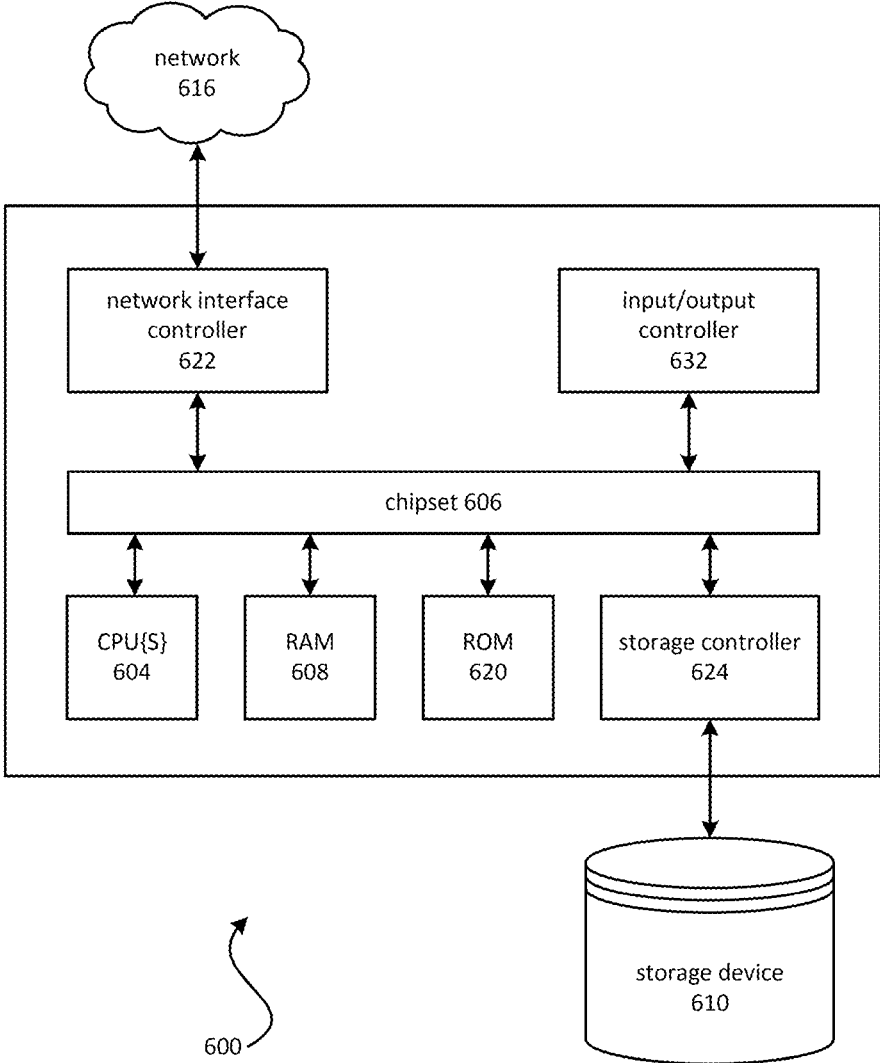 network
616
network interface
controller
622
input/output
controller
632
chipset 606
CPU{S}
604
RAM
608
ROM
620
storage controller
624
storage device
610
600